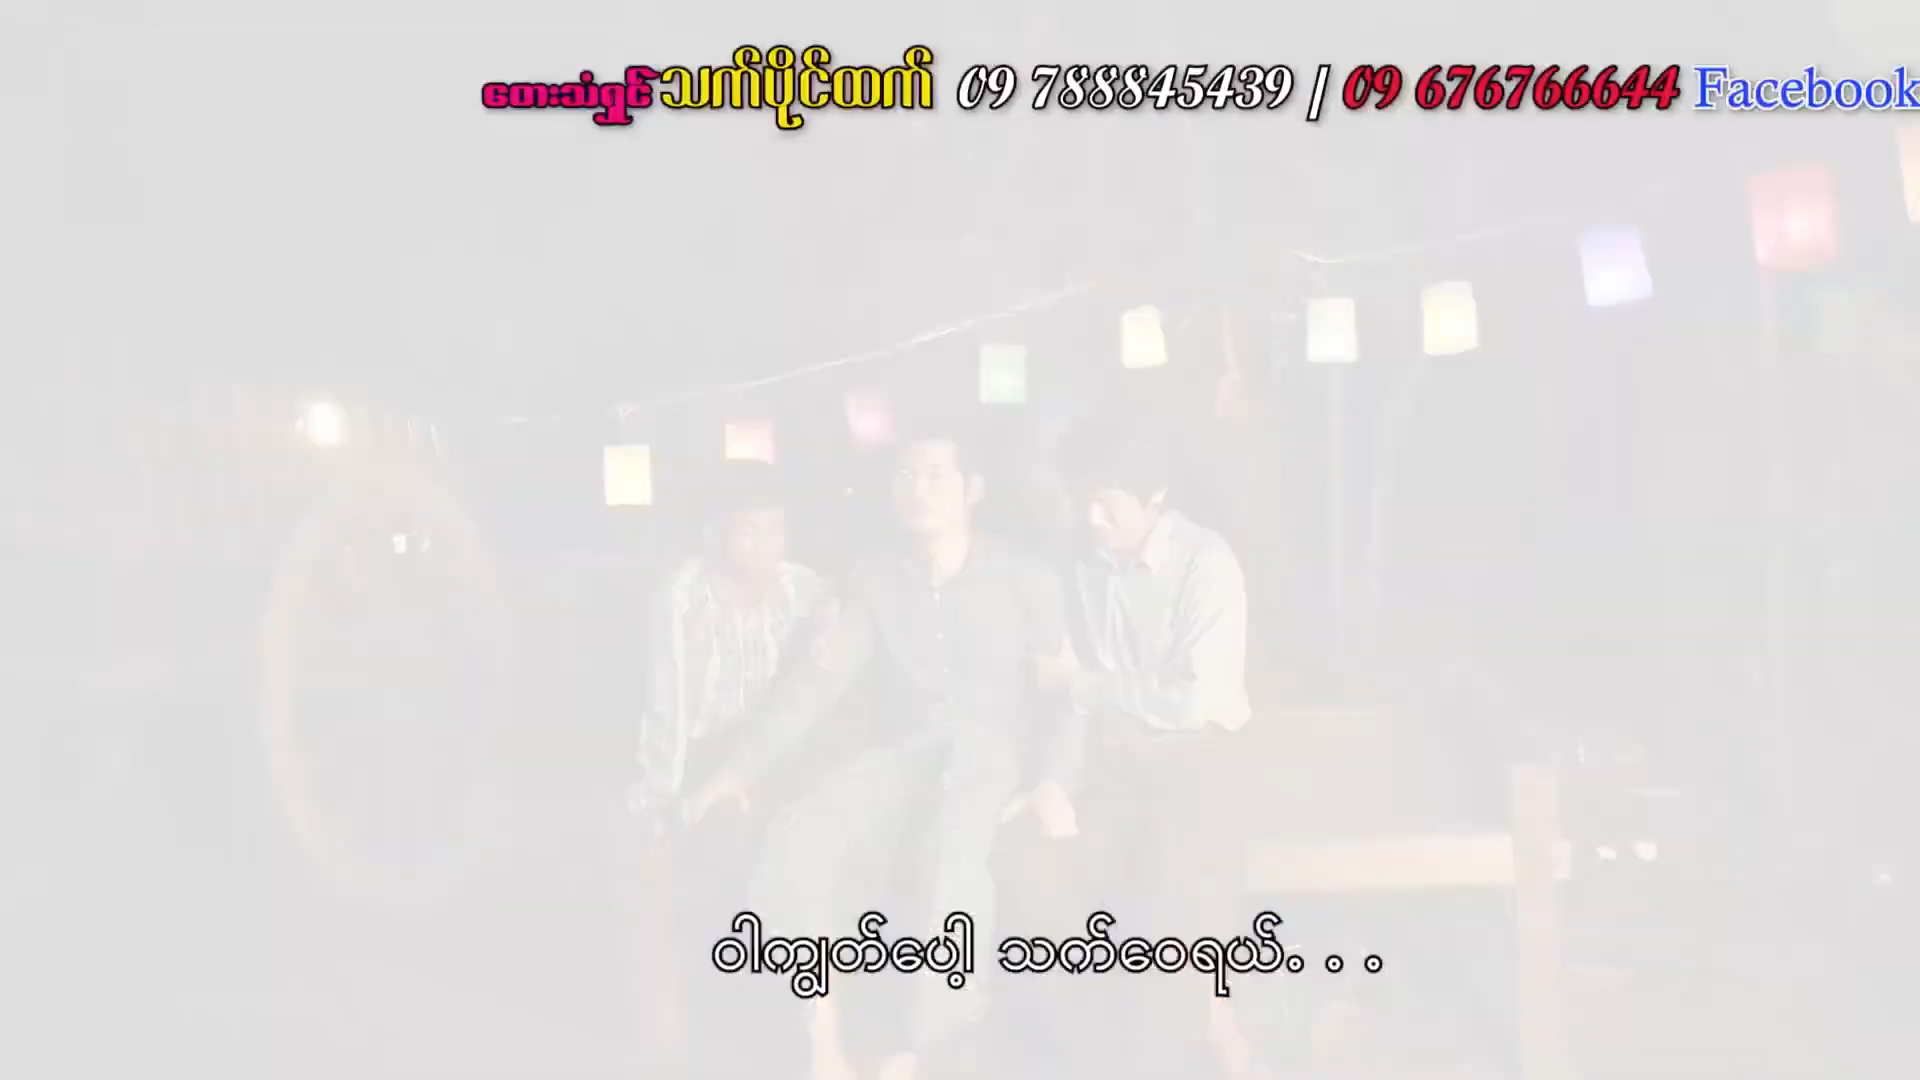 တေးသံရှင် သက်ပိုင်ထက် 09 788845439 | 09 676766644 Facebook
ဝါကျွတ်ပေါ့ သက်ဝေရယ်. . .